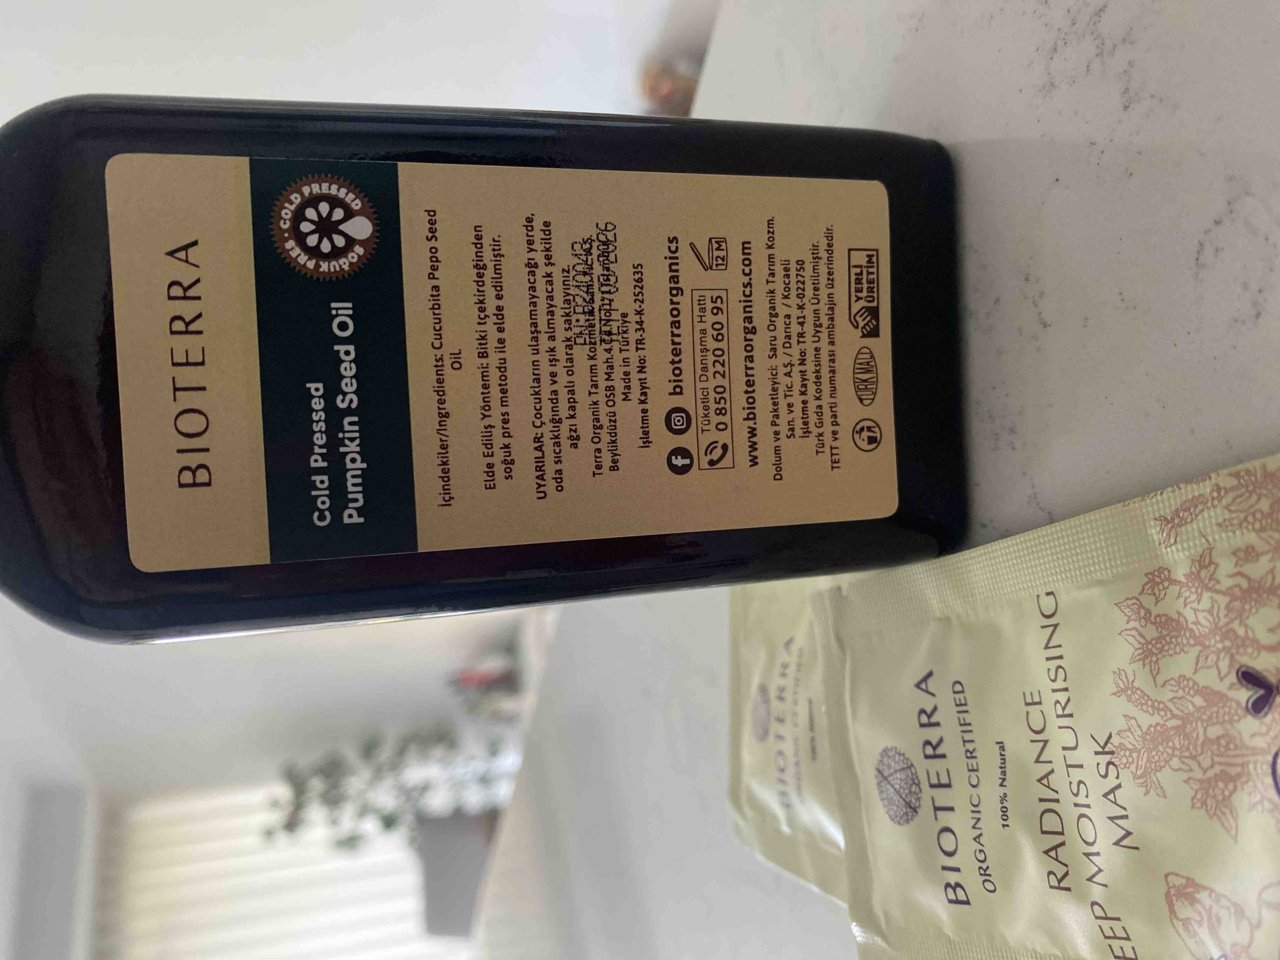 BIOTERRA
Cold Pressed
Pumpkin Seed Oil
COLD PRESSED • SOĞUK PRES •
İçindekiler/Ingredients: Cucurbita Pepo Seed
OiL
Elde Ediliş Yöntemi: Bitki tçekirdeğinden
soğuk pres metodu ile elde edilmiştir.
UYARILAR: Çocukların ulaşamayacağı yerde,
oda sıcaklığında ve ışık almayacak şekilde
ağzı kapalı olarak saklayınız.
Terra Organik Tarım
Beylikdüzü OSB Mah.
Made in Türkiye
İşletme Kayıt No: TR-34-K-252635
bioterraorganics
Tüketici Danışma Hattı
0 850 220 60 95
12 M
www.bioterraorganics.com
Dolum ve Paketleyici: Saru Organik Tarım Kozm.
San. ve Tic. A.Ş. / Darıca / Kocaeli
İşletme Kayıt No: TR-41-K-022750
Türk Gıda Kodeksine Uygun Üretilmiştir.
TETT ve parti numarası ambalajın üzerindedir.
TÜRK MALI
YERLİ
ÜRETİM
BIOTERRA
BIOTERRA
ORGANIC CERTIFIED
100% Natural
RADIANCE
EEP MOISTURISING
MASK